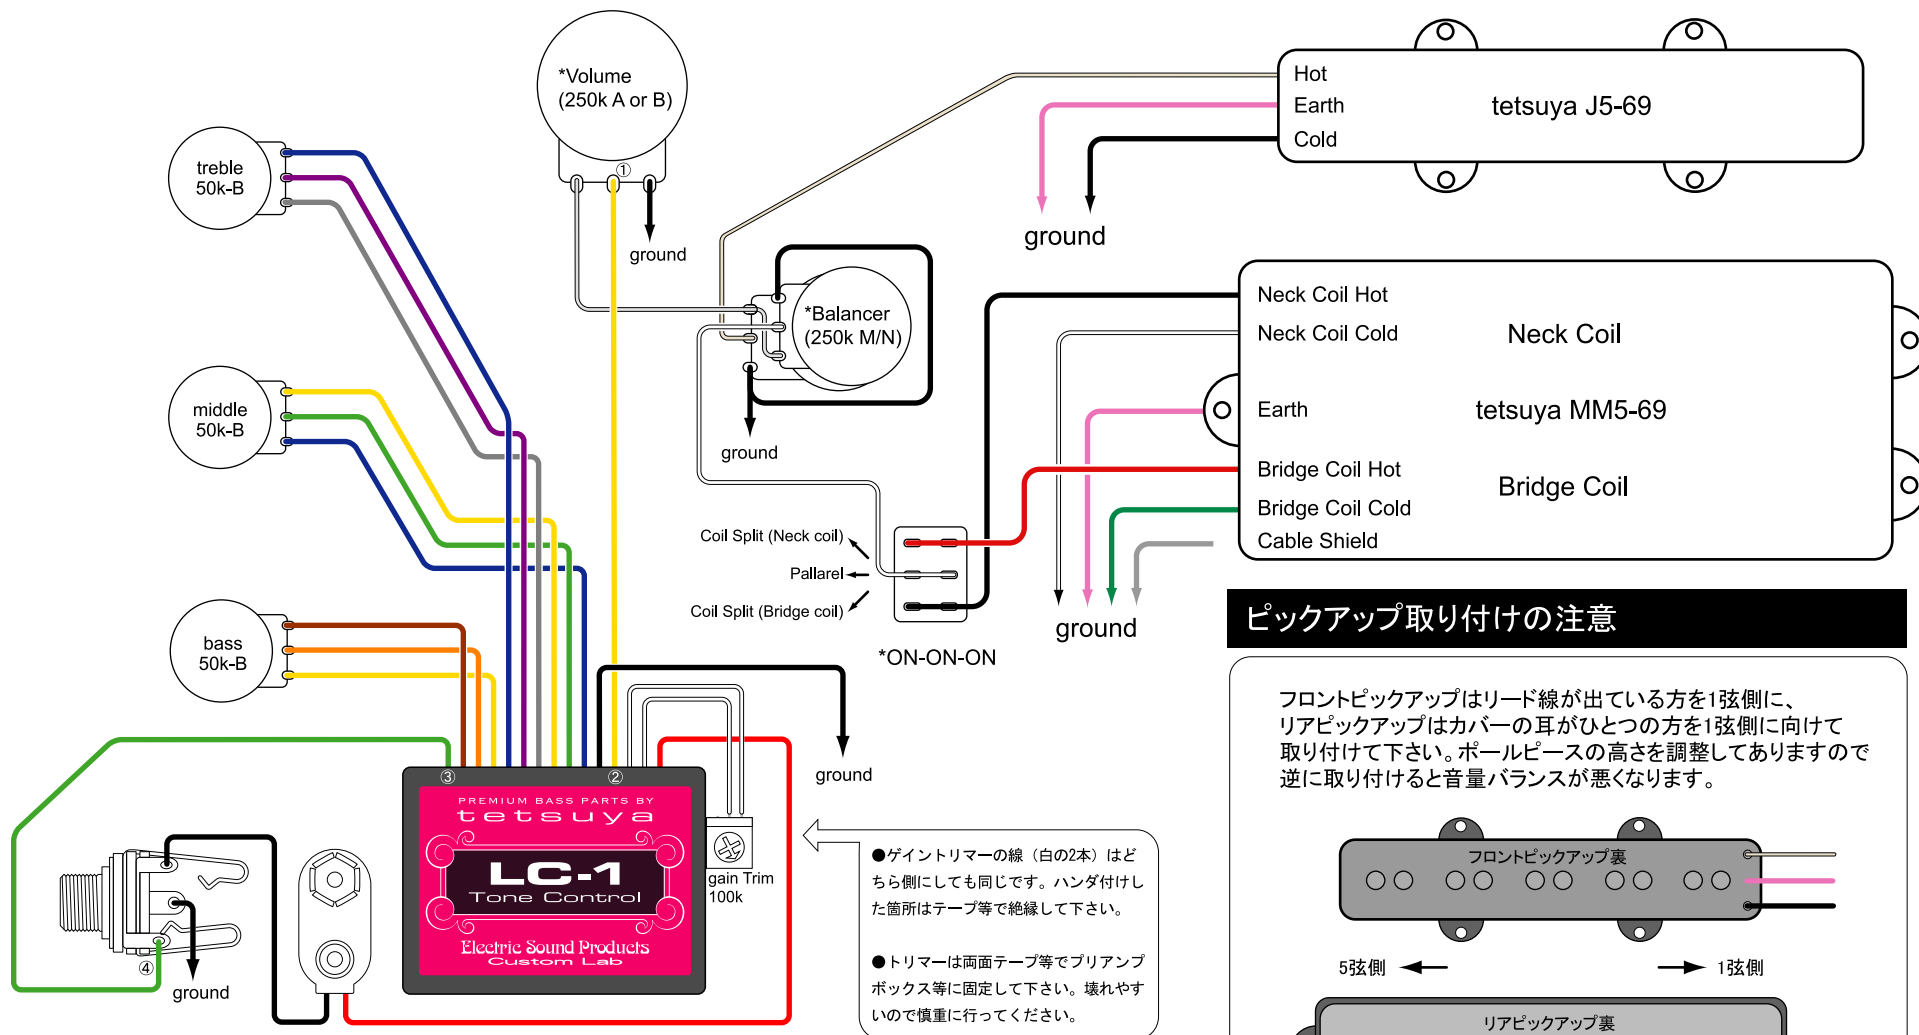 *Volume
(250k A or B)
①
ground
treble
50k-B
middle
50k-B
bass
50k-B
*Balancer
(250k M/N)
ground
Hot
Earth
Cold
tetsuya J5-69
ground
Neck Coil Hot
Neck Coil Cold
Neck Coil
Earth
tetsuya MM5-69
Bridge Coil Hot
Bridge Coil
Bridge Coil Cold
Cable Shield
ground
Coil Split (Neck coil)
Pallarel
Coil Split (Bridge coil)
*ON-ON-ON
ground
③
②
PREMIUM BASS PARTS BY
tetsuya
LC-1
Tone Control
Electric Sound Products
Custom Lab
gain Trim
100k
④
ground
●ゲイントリマーの線（白の2本）はど
ちら側にしても同じです。ハンダ付けし
た箇所はテープ等で絶縁して下さい。
●トリマーは両面テープ等でプリアンプ
ボックス等に固定して下さい。壊れやす
いので慎重に行ってください。
ピックアップ取り付けの注意
フロントピックアップはリード線が出ている方を1弦側に、
リアピックアップはカバーの耳がひとつの方を1弦側に向けて
取り付けて下さい。ポールピースの高さを調整してありますので
逆に取り付けると音量バランスが悪くなります。
フロントピックアップ裏
5弦側
1弦側
リアピックアップ裏